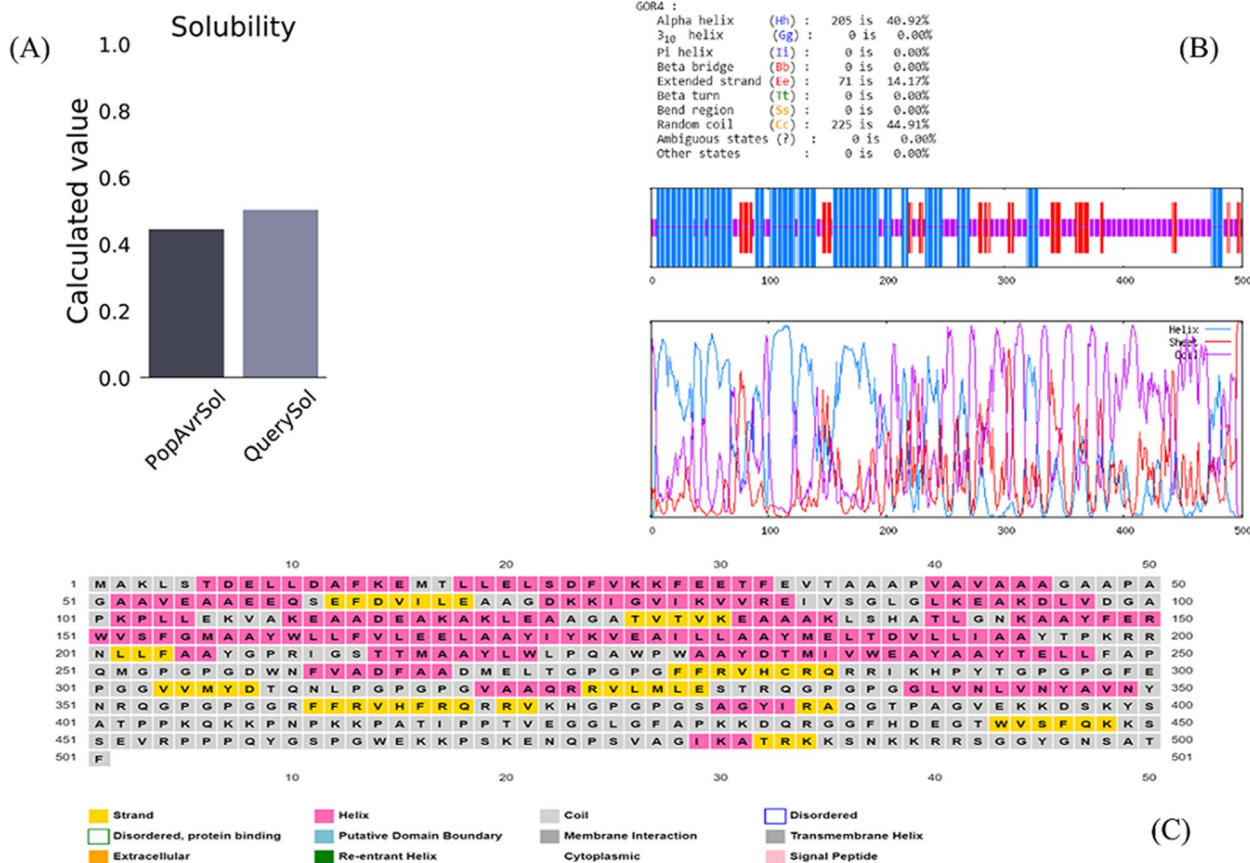 (A)
Solubility
Calculated value
1.0
0.8
0.6
0.4
0.2
0.0
PopAvrSol
QuerySol
(B)
GOR4 :
Alpha helix (Hh) : 205 is 40.92%
3₁₀ helix (Gg) : 0 is 0.00%
Pi helix (Ii) : 0 is 0.00%
Beta bridge (Bb) : 0 is 0.00%
Extended strand (Ee) : 71 is 14.17%
Beta turn (Tt) : 0 is 0.00%
Bend region (Ss) : 0 is 0.00%
Random coil (Cc) : 225 is 44.91%
Ambiguous states (?) : 0 is 0.00%
Other states : 0 is 0.00%
0 100 200 300 400 500
Helix
Sheet
Coil
0 100 200 300 400 500
10 20 30 40 50
1 M A K L S T D E L L D A F K E M T L L E L S D F V K K F E E T F E V T A A A P V A V A A A G A A P A 50
51 G A A V E A A E E Q S E F D V I L E A A G D K K I G V I K V V R E I V S G L G L K E A K D L V D G A 100
101 P K P L L E K V A K E A A D E A K A K L E A A G A T V T V K E A A A K L S H A T L G N K A A Y F E R 150
151 W V S F G M A A Y W L L F V L E E L A A Y I Y K V E A I L L A A Y M E L T D V L L I A A Y T P K R R 200
201 N L L F A A Y G P R I G S T T M A A Y L W L P Q A W P W A A Y D T M I V W E A Y A A Y T E L L F A P 250
251 Q M G P G P G D W N F V A D F A A D M E L T G P G P G F F R V H C R Q R R I K H P Y T G P G P G F E 300
301 P G G V V M Y D T Q N L P G P G P G V A A Q R R V L M L E S T R Q G P G P G G L V N L V N Y A V N Y 350
351 N R Q G P G P G G R F F R V H F R Q R R V K H G P G P G S A G Y I R A Q G T P A G V E K K D S K Y S 400
401 A T P P K Q K K P N P K K P A T I P P T V E G G L G F A P K K D Q R G G F H D E G T W V S F Q K K S 450
451 S E V R P P P Q Y G S P G W E K K P S K E N Q P S V A G I K A T R K K S N K K R R S G G Y G N S A T 500
501 F 501
10 20 30 40 50
Strand Helix Coil Disordered
Disordered, protein binding Putative Domain Boundary Membrane Interaction Transmembrane Helix
Extracellular Re-entrant Helix Cytoplasmic Signal Peptide
(C)